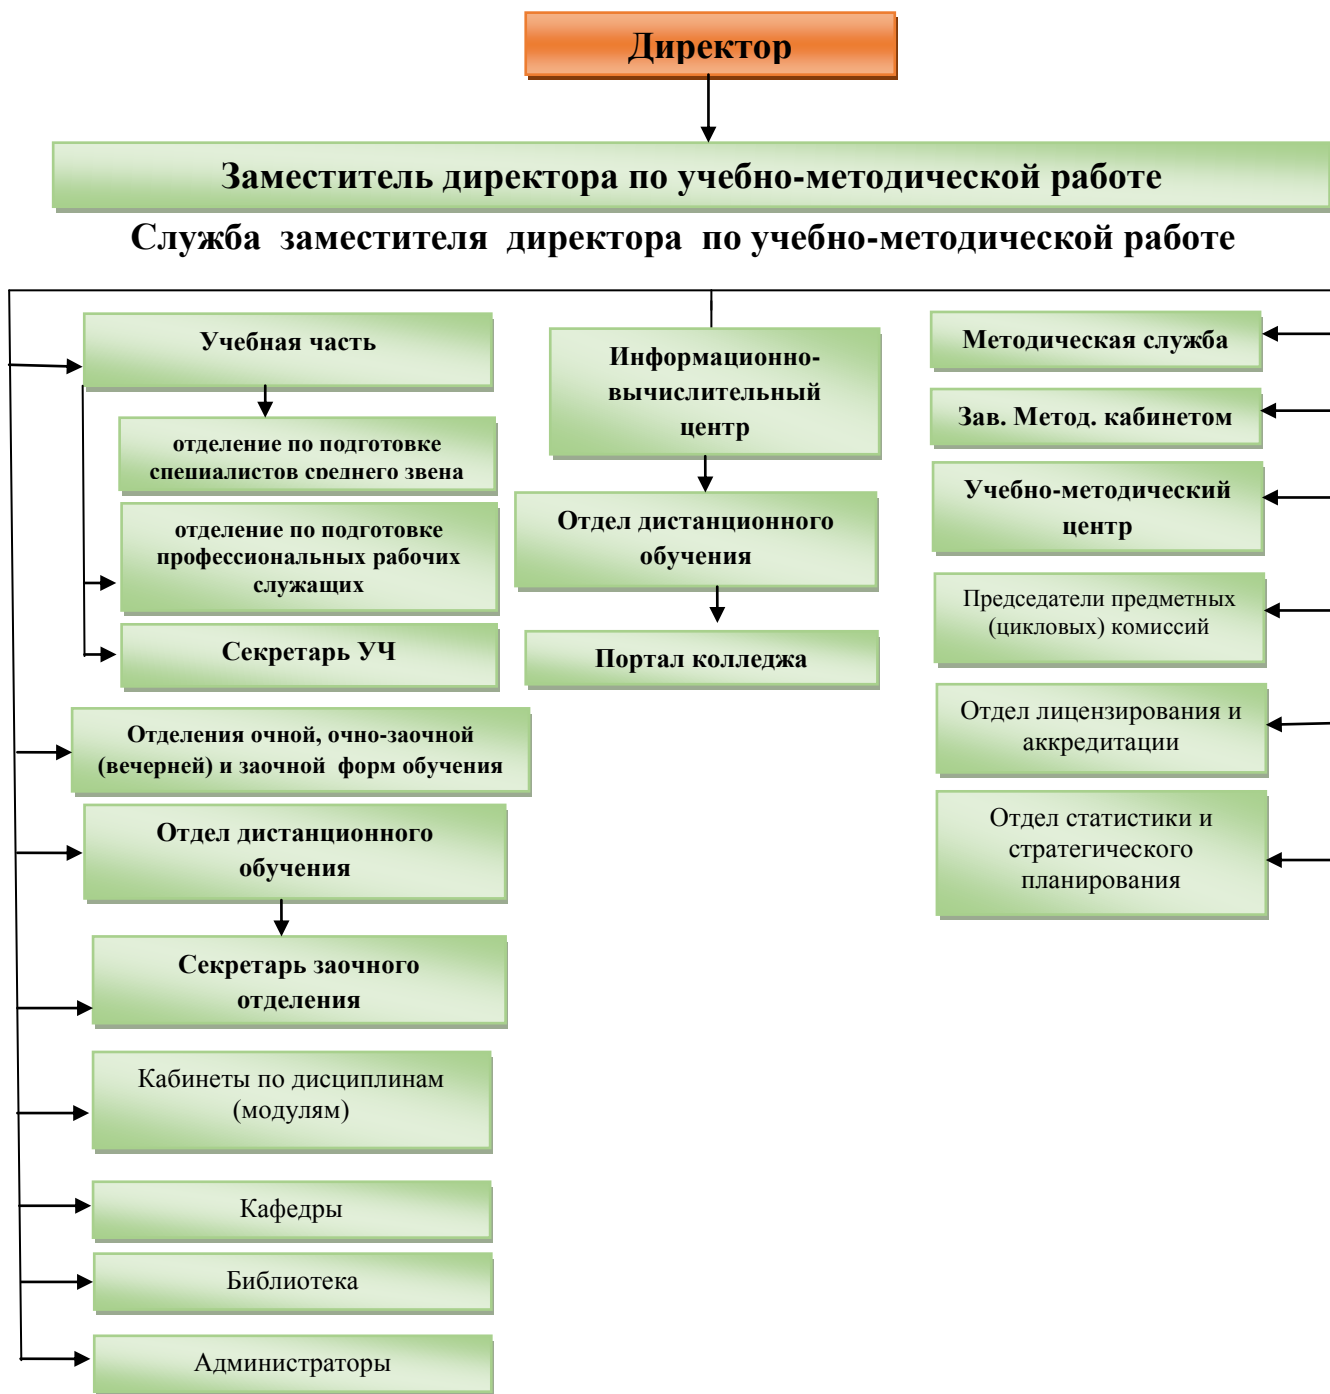 Директор
Заместитель директора по учебно-методической работе
Служба заместителя директора по учебно-методической работе
Учебная часть
отделение по подготовке
специалистов среднего звена
отделение по подготовке
профессиональных рабочих
служащих
Секретарь УЧ
Отделения очной, очно-заочной
(вечерней) и заочной форм обучения
Отдел дистанционного
обучения
Секретарь заочного
отделения
Кабинеты по дисциплинам
(модулям)
Кафедры
Библиотека
Администраторы
Информационно-
вычислительный
центр
Отдел дистанционного
обучения
Портал колледжа
Методическая служба
Зав. Метод. кабинетом
Учебно-методический
центр
Председатели предметных
(цикловых) комиссий
Отдел лицензирования и
аккредитации
Отдел статистики и
стратегического
планирования